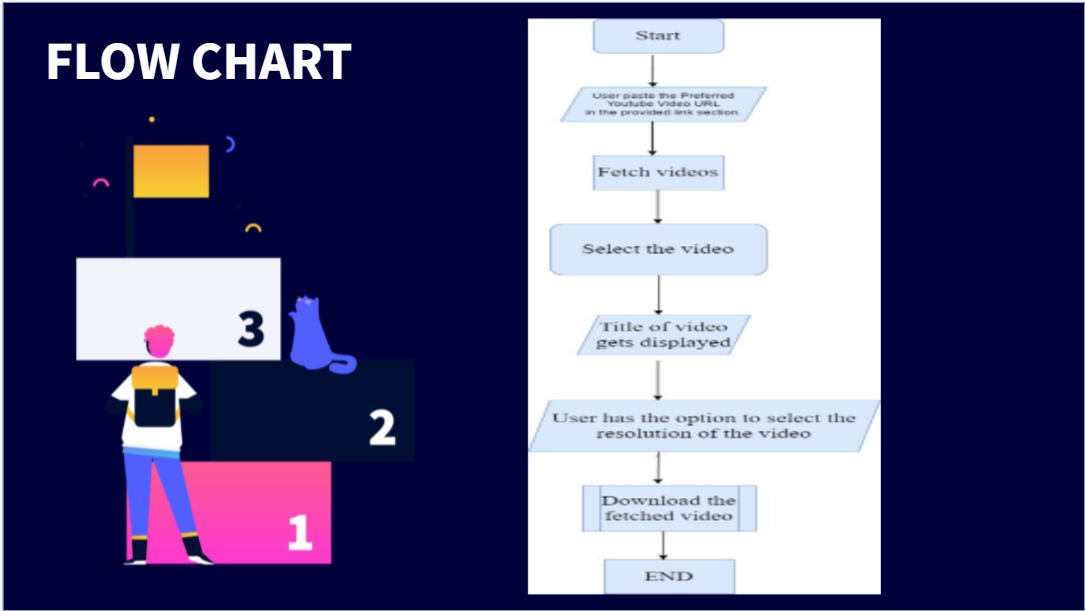 FLOW CHART
3
2
1
Start
User paste the Preferred
Youtube Video URL
in the provided link section.
Fetch videos
Select the video
Title of video
gets displayed
User has the option to select the
resolution of the video
Download the
fetched video
END